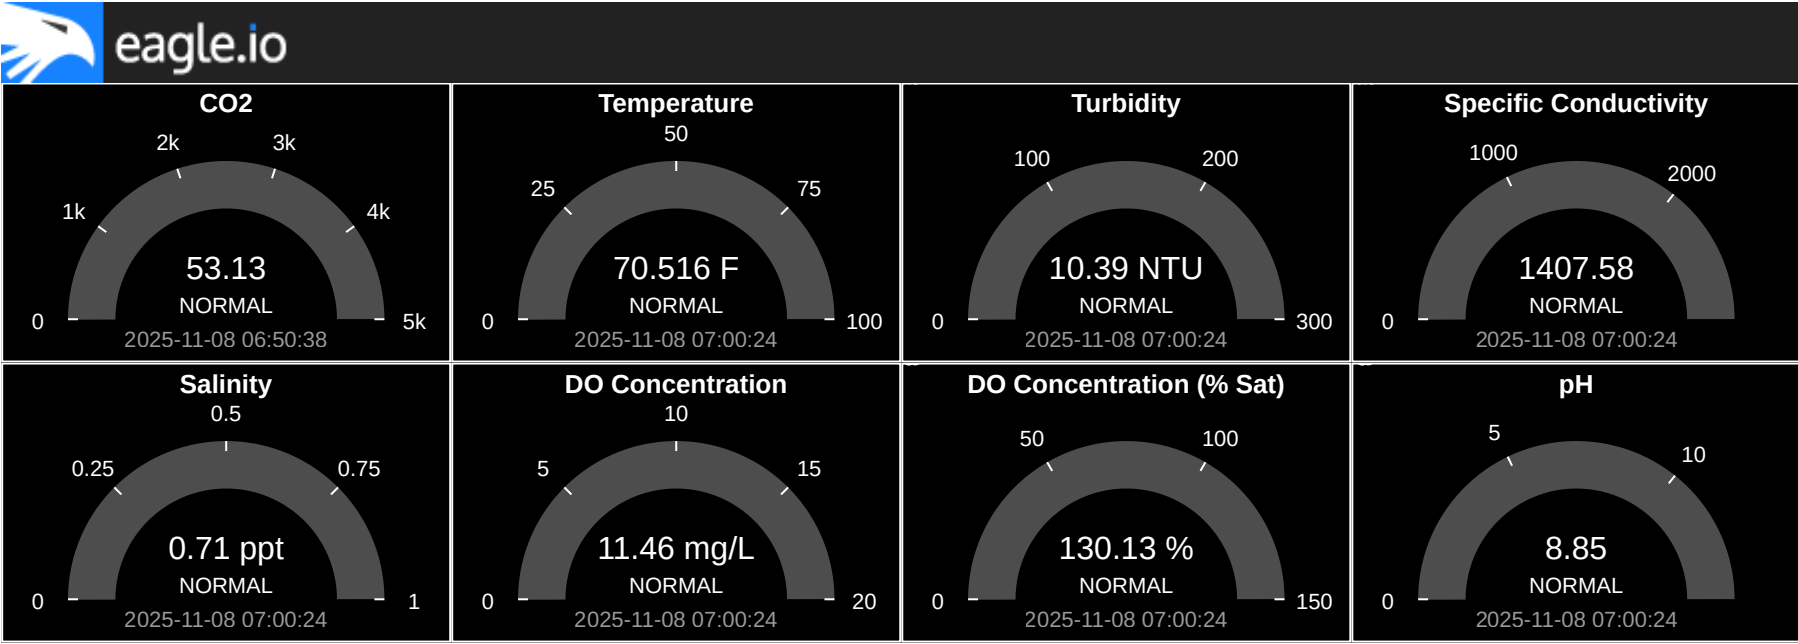 eagle.io
CO2
2k
3k
1k
4k
53.13
NORMAL
0
5k
2025-11-08 06:50:38
Temperature
50
25
75
70.516 F
NORMAL
0
100
2025-11-08 07:00:24
Turbidity
100
200
10.39 NTU
NORMAL
0
300
2025-11-08 07:00:24
Specific Conductivity
1000
2000
1407.58
NORMAL
0
2025-11-08 07:00:24
Salinity
0.5
0.25
0.75
0.71 ppt
NORMAL
0
1
2025-11-08 07:00:24
DO Concentration
10
5
15
11.46 mg/L
NORMAL
0
20
2025-11-08 07:00:24
DO Concentration (% Sat)
50
100
130.13 %
NORMAL
0
150
2025-11-08 07:00:24
pH
5
10
8.85
NORMAL
0
2025-11-08 07:00:24